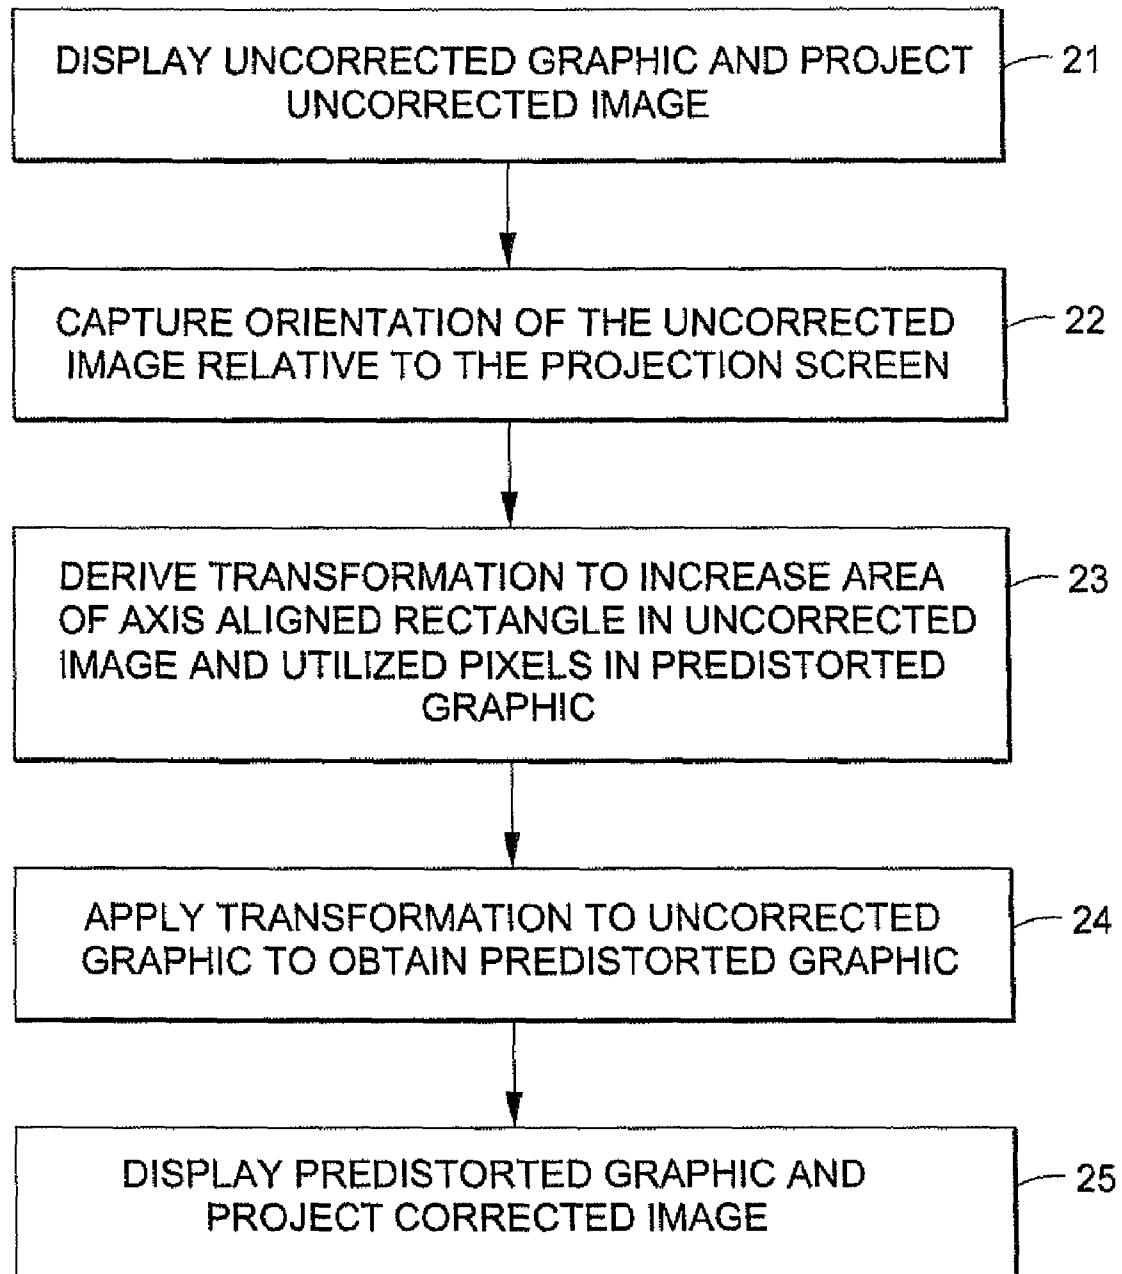 DISPLAY UNCORRECTED GRAPHIC AND PROJECT
UNCORRECTED IMAGE
21
CAPTURE ORIENTATION OF THE UNCORRECTED
IMAGE RELATIVE TO THE PROJECTION SCREEN
22
DERIVE TRANSFORMATION TO INCREASE AREA
OF AXIS ALIGNED RECTANGLE IN UNCORRECTED
IMAGE AND UTILIZED PIXELS IN PREDISTORTED
GRAPHIC
23
APPLY TRANSFORMATION TO UNCORRECTED
GRAPHIC TO OBTAIN PREDISTORTED GRAPHIC
24
DISPLAY PREDISTORTED GRAPHIC AND
PROJECT CORRECTED IMAGE
25